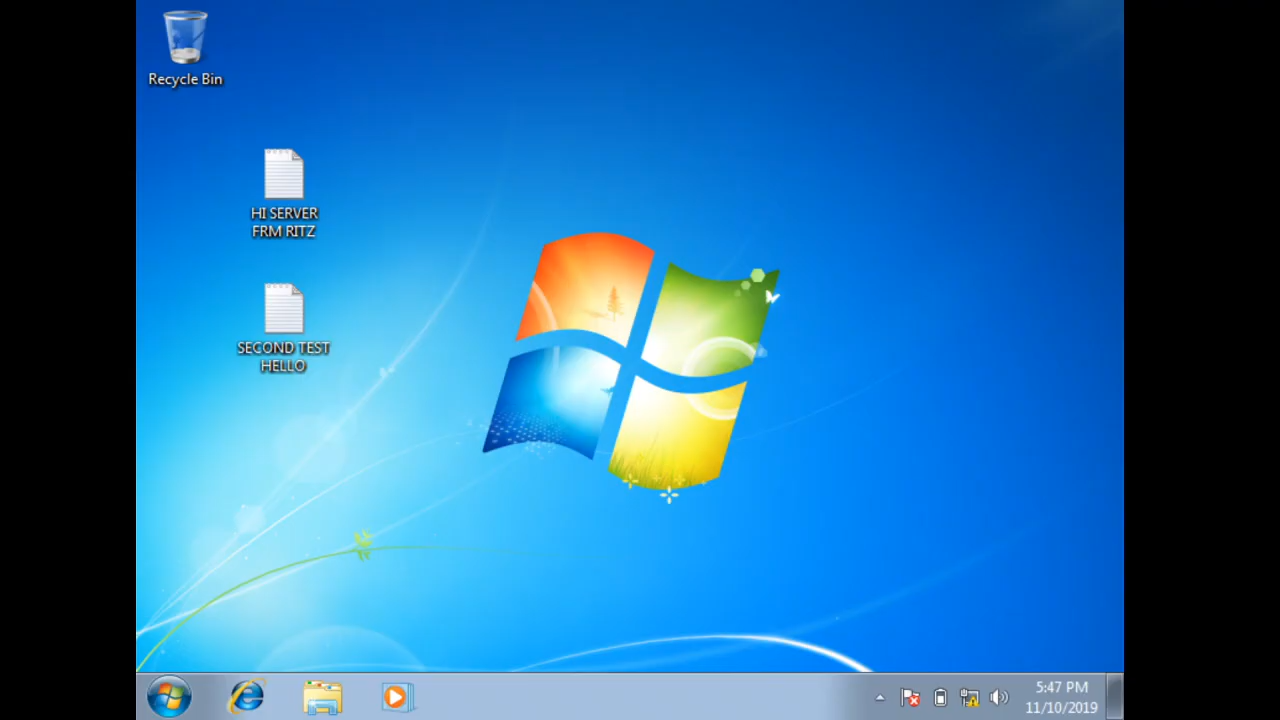 Recycle Bin
HI SERVER
FRM RITZ
SECOND TEST
HELLO
5:47 PM
11/10/2019